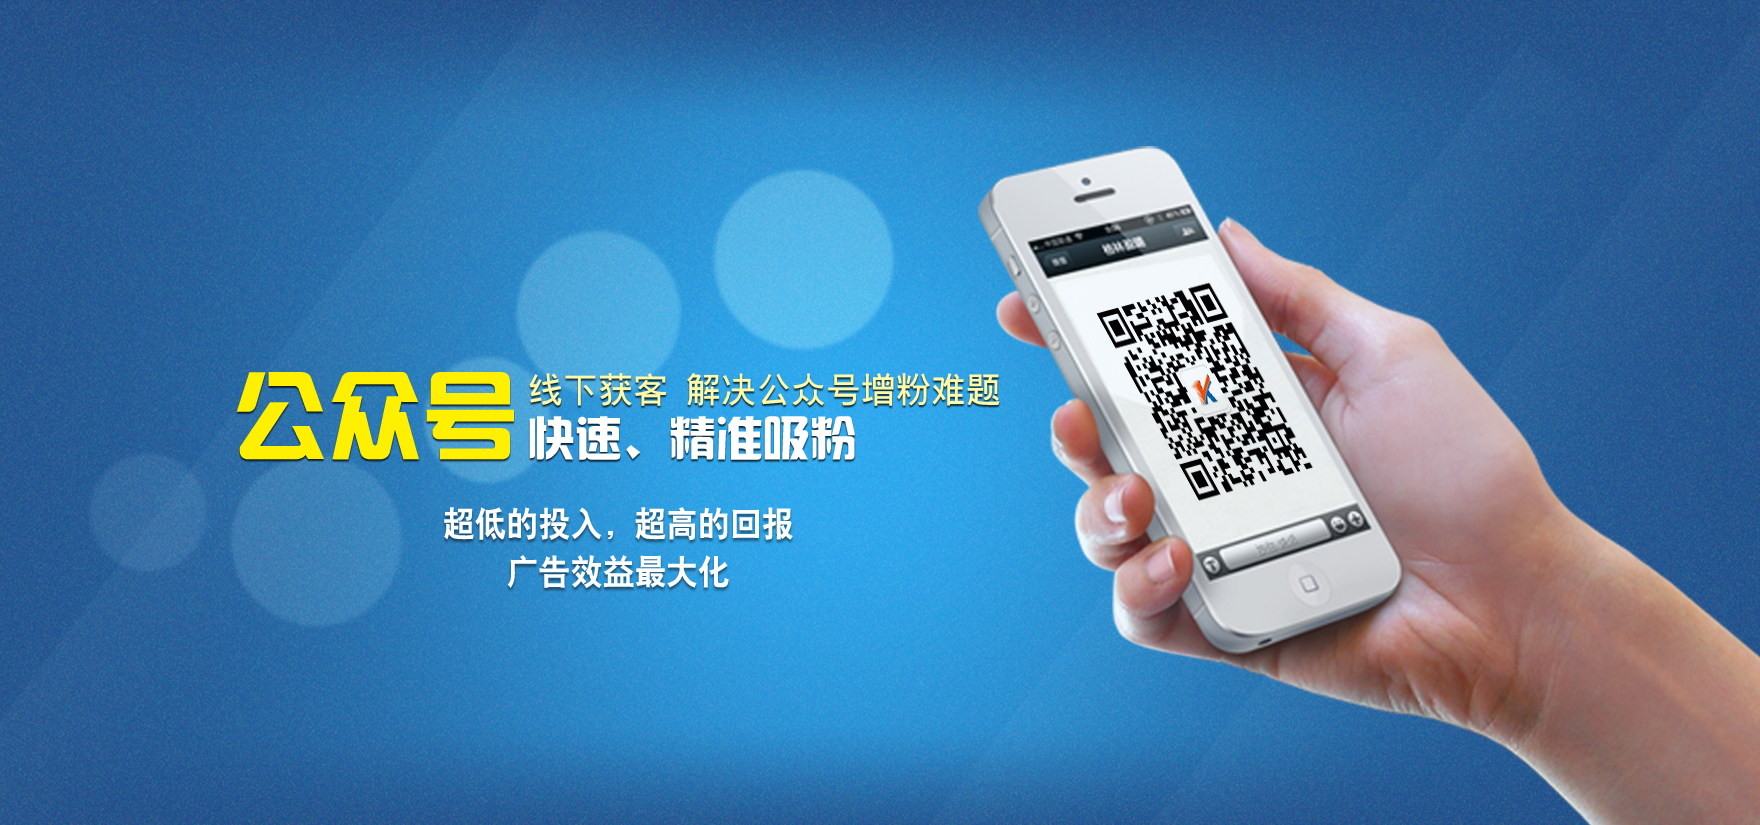 公众号
线下获客 解决公众号增粉难题
快速、精准吸粉
超低的投入，超高的回报
广告效益最大化